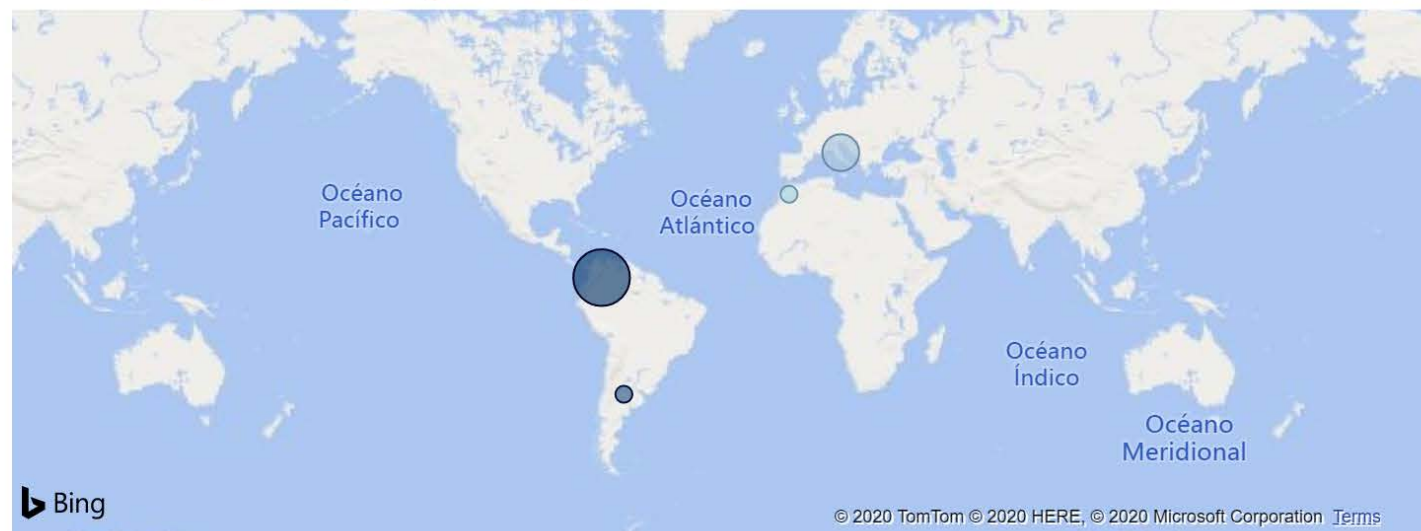 Océano
Pacífico
Océano
Atlántico
Océano
Índico
Océano
Meridional
Bing
© 2020 TomTom © 2020 HERE, © 2020 Microsoft Corporation Terms